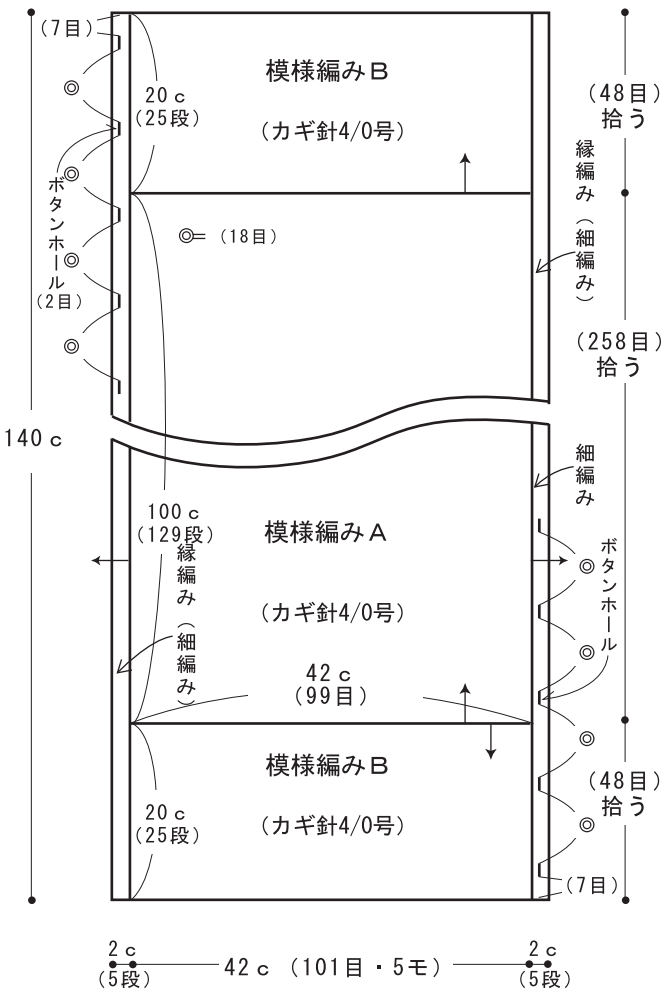 (7目)
模様編みB
20c
(25段)
(カギ針4/0号)
(48目)
拾う
ボタンホール
(2目)
◎= (18目)
縁編み(細編み)
(258目)
拾う
140c
細編み
100c
(129段)
模様編みA
縁編み(細編み)
(カギ針4/0号)
ボタンホール
42c
(99目)
模様編みB
20c
(25段)
(カギ針4/0号)
(48目)
拾う
(7目)
2c
(5段)
42c (101目・5モ)
2c
(5段)